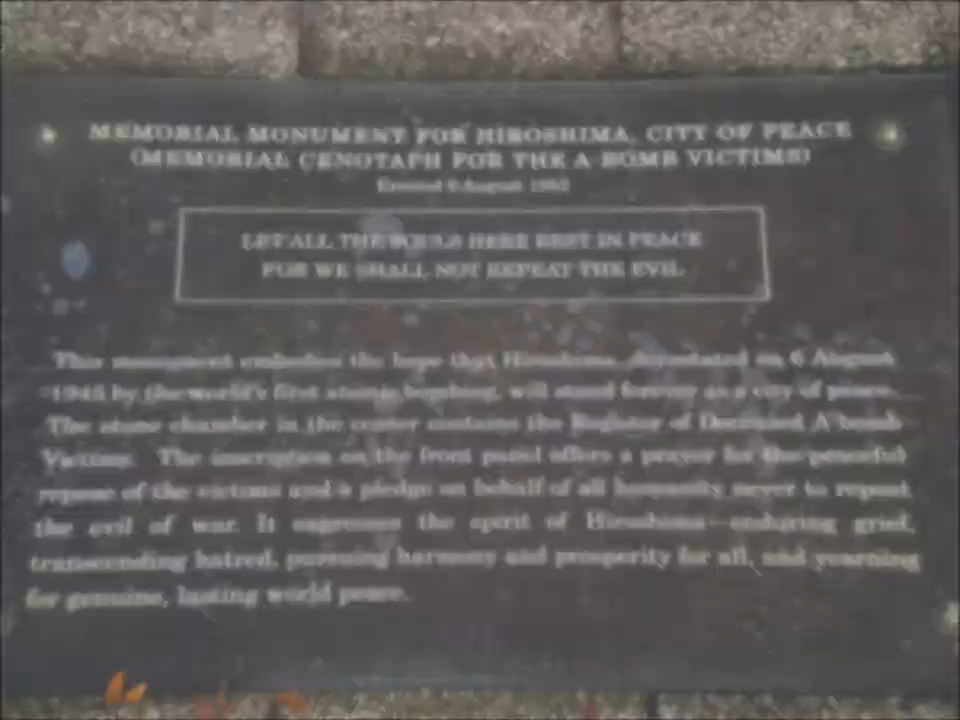 MEMORIAL MONUMENT FOR HIROSHIMA, CITY OF PEACE
(MEMORIAL CENOTAPH FOR THE A BOMB VICTIMS)
Erected 6 August 1952
LET ALL THE SOULS HERE REST IN PEACE
FOR WE SHALL NOT REPEAT THE EVIL
This monument embodies the hope that Hiroshima, devastated on 6 August
1945 by the world's first atomic bombing, will stand forever as a city of peace.
The stone chamber in the center contains the Register of Deceased A bomb
Victims. The inscription on the front panel offers a prayer for the peaceful
repose of the victims and a pledge on behalf of all humanity never to repeat
the evil of war. It expresses the spirit of Hiroshima enduring grief,
transcending hatred, pursuing harmony and prosperity for all, and yearning
for genuine, lasting world peace.